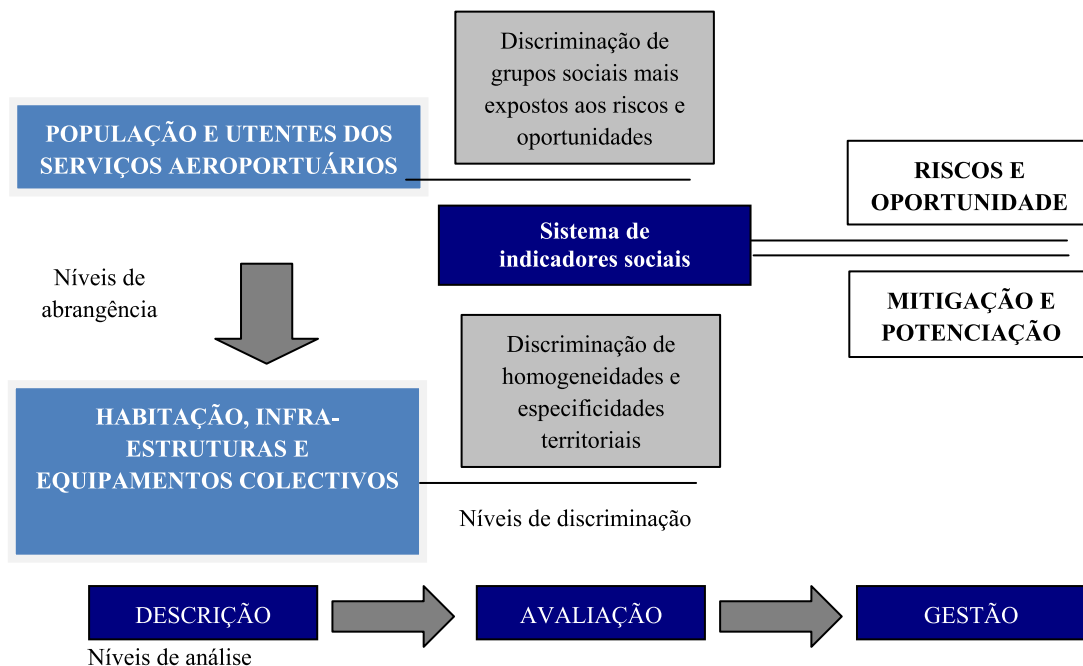 Discriminação de
grupos sociais mais
expostos aos riscos e
oportunidades
POPULAÇÃO E UTENTES DOS
SERVIÇOS AEROPORTUÁRIOS
RISCOS E
OPORTUNIDADE
Sistema de
indicadores sociais
Níveis de
abrangência
MITIGAÇÃO E
POTENCIAÇÃO
Discriminação de
homogeneidades e
especificidades
territoriais
HABITAÇÃO, INFRA-
ESTRUTURAS E
EQUIPAMENTOS COLECTIVOS
Níveis de discriminação
DESCRIÇÃO
AVALIAÇÃO
GESTÃO
Níveis de análise